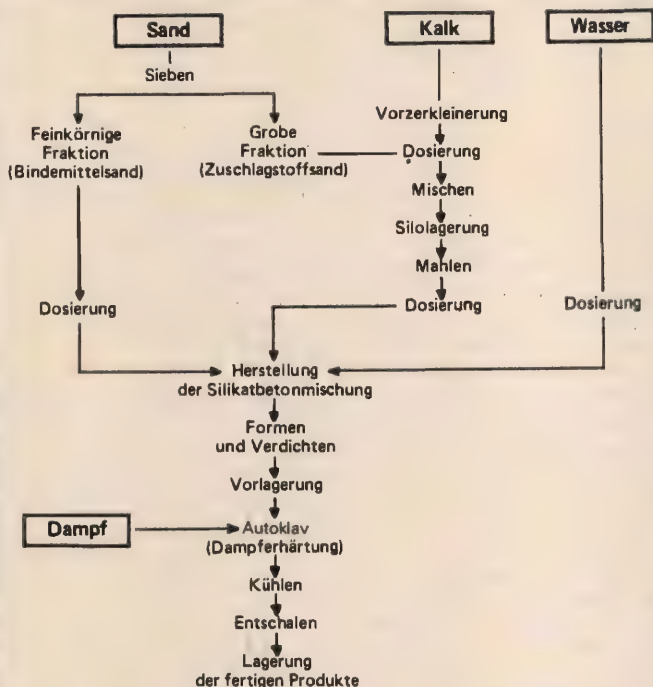 Sand
Kalk
Wasser
Sieben
Vorzerkleinerung
Feinkörnige
Fraktion
(Bindemittelsand)
Grobe
Fraktion
(Zuschlagstoffsand)
Dosierung
Mischen
Silolagerung
Mahlen
Dosierung
Dosierung
Dosierung
Herstellung
der Silikatbetonmischung
Formen
und Verdichten
Vorlagerung
Dampf
Autoklav
(Dampferhärtung)
Kühlen
Entschalen
Lagerung
der fertigen Produkte